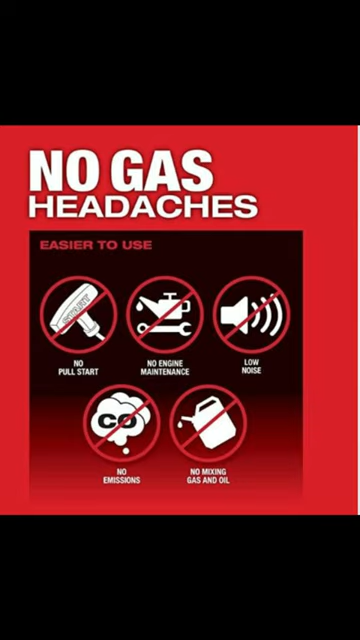 NO GAS
HEADACHES
EASIER TO USE
START
NO
PULL START
NO ENGINE
MAINTENANCE
LOW
NOISE
CO
NO
EMISSIONS
NO MIXING
GAS AND OIL